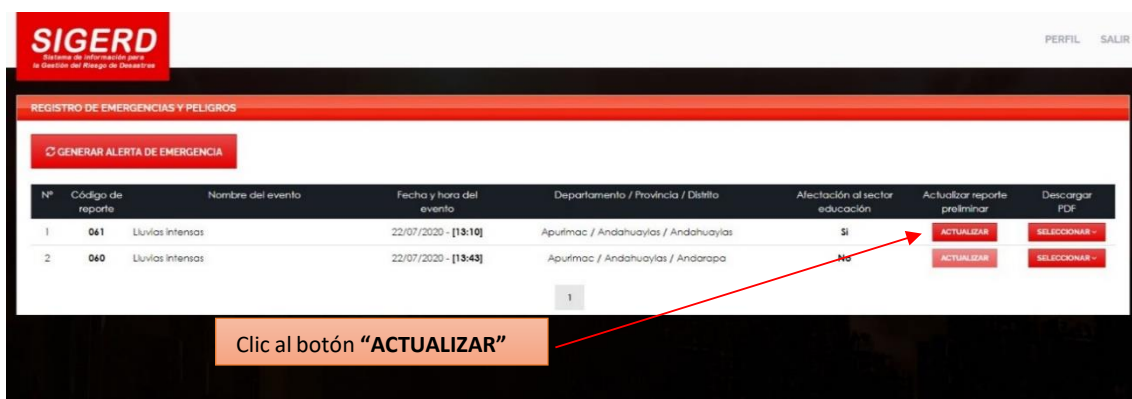 SIGERD
Sistema de Información para
la Gestión del Riesgo de Desastres
PERFIL SALIR
REGISTRO DE EMERGENCIAS Y PELIGROS
GENERAR ALERTA DE EMERGENCIA
N° Código de reporte Nombre del evento Fecha y hora del evento Departamento / Provincia / Distrito Afectación al sector educación Actualizar reporte preliminar Descargar PDF
1 061 Lluvias intensas 22/07/2020 - [13:10] Apurimac / Andahuaylas / Andahuaylas Si ACTUALIZAR SELECCIONAR
2 060 Lluvias intensas 22/07/2020 - [13:43] Apurimac / Andahuaylas / Andarapa No ACTUALIZAR SELECCIONAR
1
Clic al botón “ACTUALIZAR”